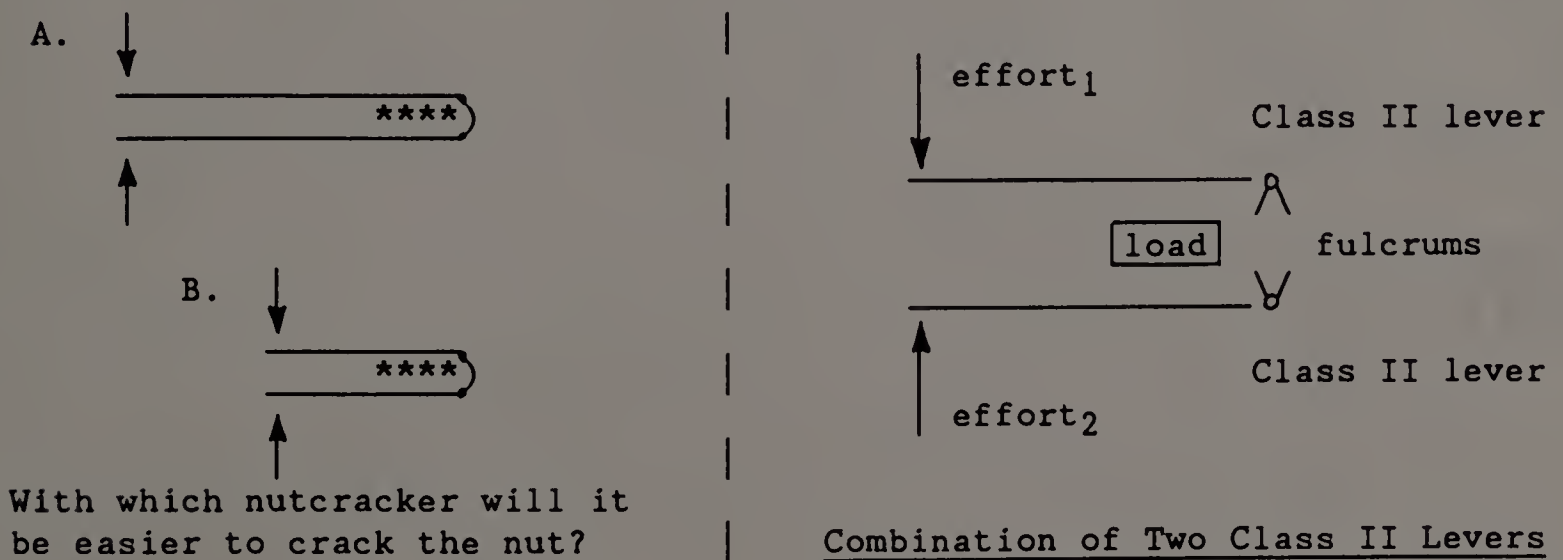 A.
****
B.
****
With which nutcracker will it
be easier to crack the nut?
effort1
Class II lever
load
fulcrums
Class II lever
effort2
Combination of Two Class II Levers